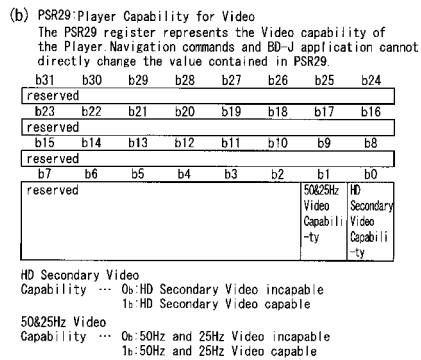 (b) PSR29:Player Capability for Video
The PSR29 register represents the Video capability of
the Player.Navigation commands and BD-J application cannot
directly change the value contained in PSR29.
b31 b30 b29 b28 b27 b26 b25 b24
reserved
b23 b22 b21 b20 b19 b18 b17 b16
reserved
b15 b14 b13 b12 b11 b10 b9 b8
reserved
b7 b6 b5 b4 b3 b2 b1 b0
reserved 50&25Hz HD
Video Secondary
Capabili Video
-ty Capabili
-ty
HD Secondary Video
Capability … 0b:HD Secondary Video incapable
1b:HD Secondary Video capable
50&25Hz Video
Capability … 0b:50Hz and 25Hz Video incapable
1b:50Hz and 25Hz Video capable